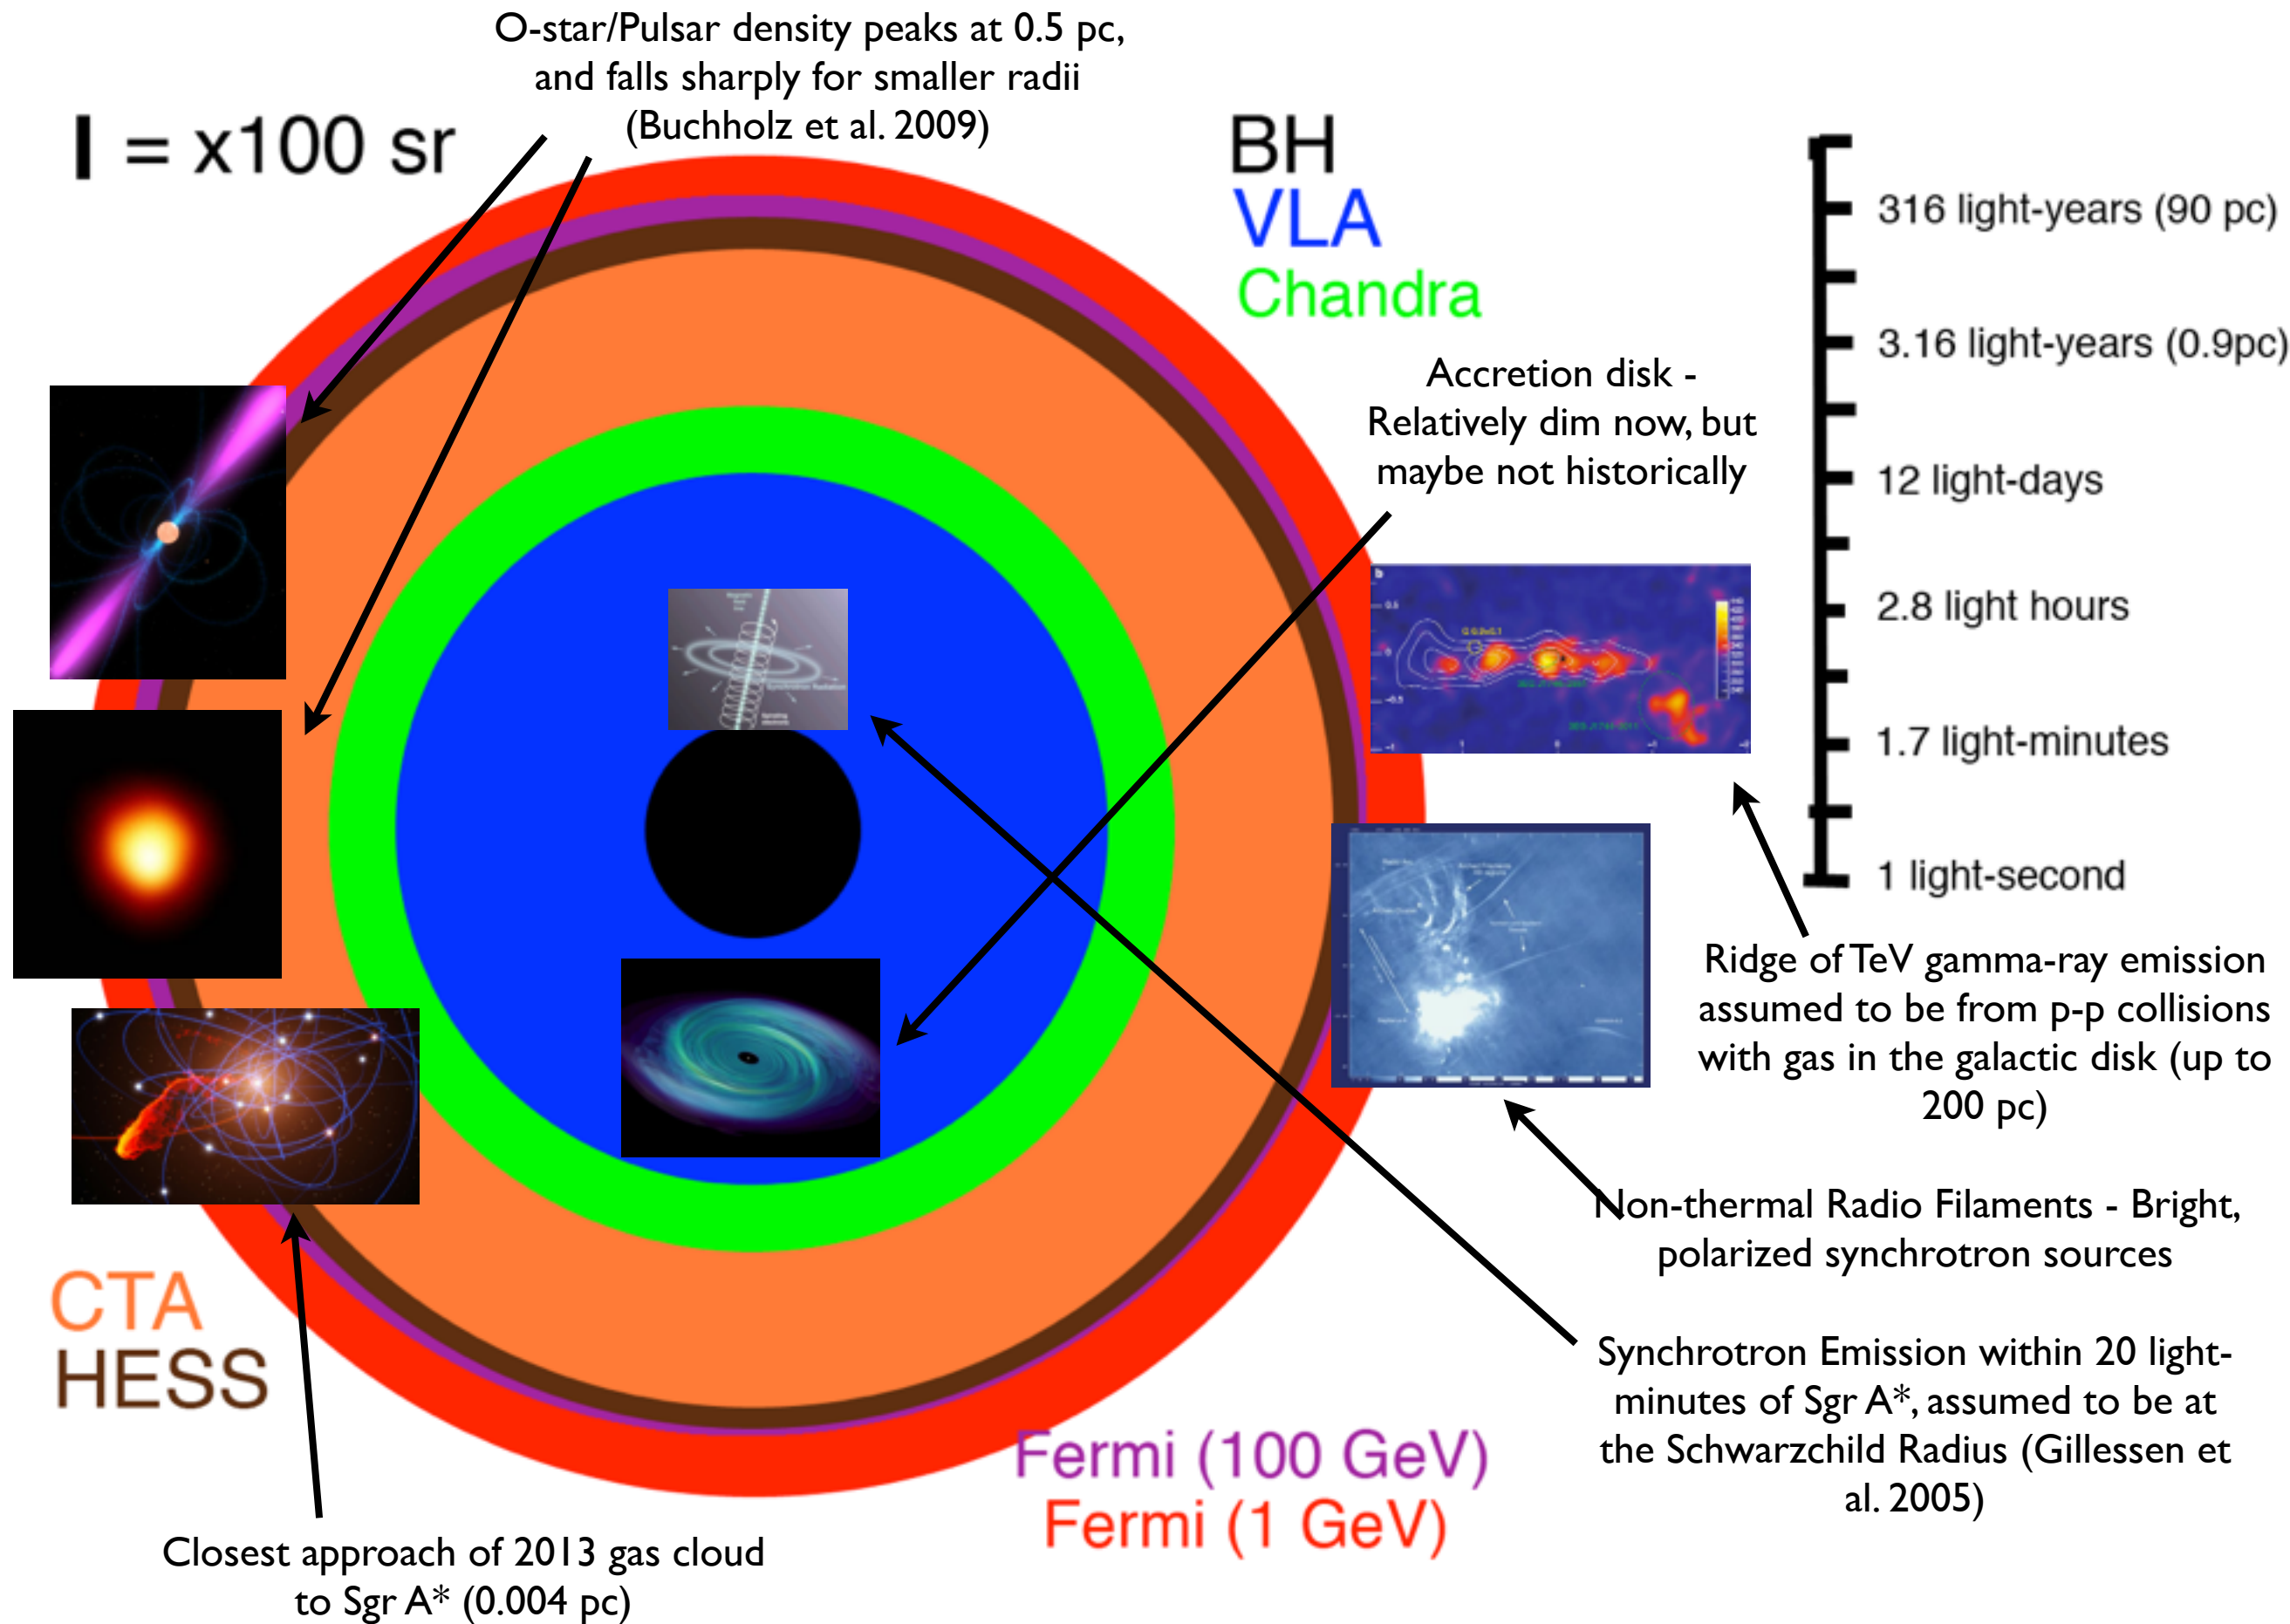 O-star/Pulsar density peaks at 0.5 pc,
and falls sharply for smaller radii
(Buchholz et al. 2009)
I = x100 sr
BH
VLA
Chandra
316 light-years (90 pc)
3.16 light-years (0.9pc)
12 light-days
2.8 light hours
1.7 light-minutes
1 light-second
Accretion disk -
Relatively dim now, but
maybe not historically
b
Ridge of TeV gamma-ray emission
assumed to be from p-p collisions
with gas in the galactic disk (up to
200 pc)
Non-thermal Radio Filaments - Bright,
polarized synchrotron sources
Synchrotron Emission within 20 light-
minutes of Sgr A*, assumed to be at
the Schwarzchild Radius (Gillessen et
al. 2005)
CTA
HESS
Fermi (100 GeV)
Fermi (1 GeV)
Closest approach of 2013 gas cloud
to Sgr A* (0.004 pc)